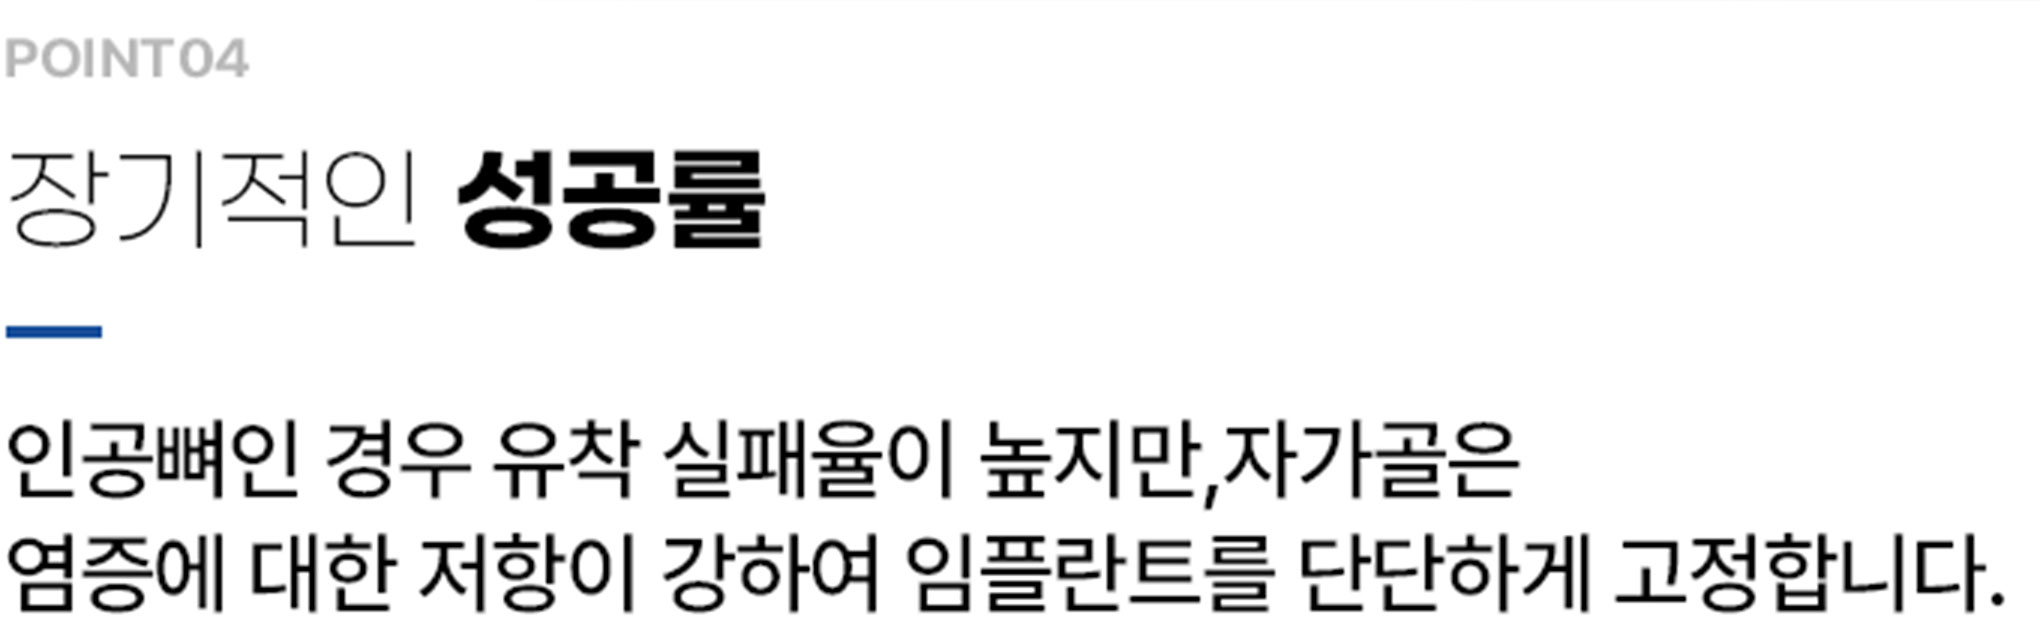 POINT04
장기적인 성공률
인공뼈인 경우 유착 실패율이 높지만,자가골은
염증에 대한 저항이 강하여 임플란트를 단단하게 고정합니다.